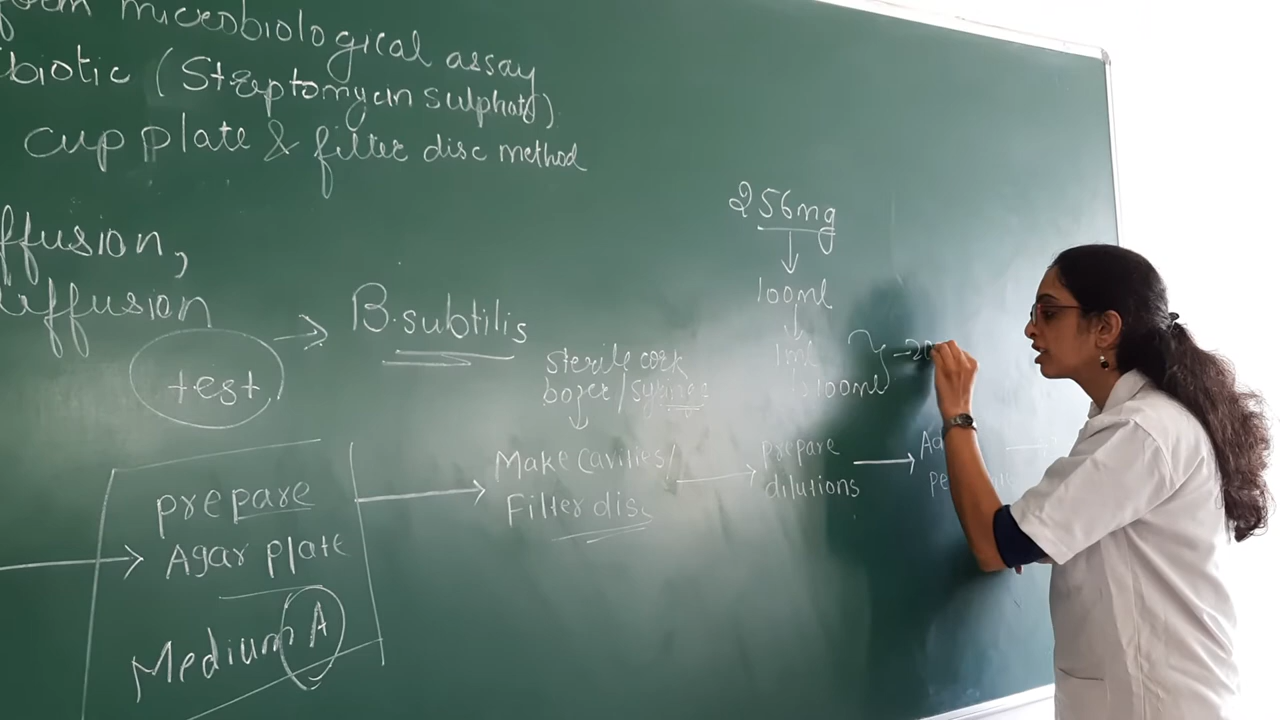 microbiological assay
biotic (Streptomycin sulphate)
cup plate & filter disc method
ffusion,
diffusion
test
B.subtilis
256mg
100ml
1ml
100ml
sterile cork
borer/syringe
prepare
Agar plate
Medium A
Make cavities/
Filter disc
prepare
dilutions